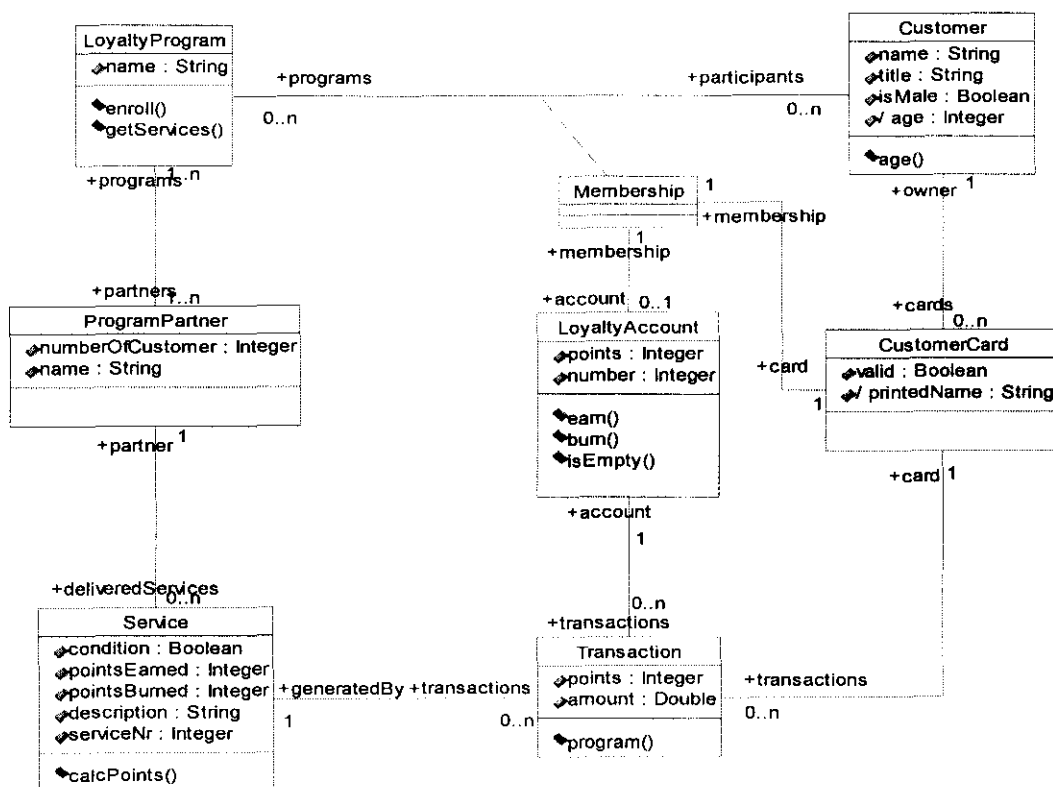 LoyaltyProgram
name : String
enroll()
getServices()
+programs
0..n
+participants
0..n
Customer
name : String
title : String
isMale : Boolean
/ age : Integer
age()
1..n
+programs
Membership
1
+membership
1
+membership
1
+owner
+partners
1..n
ProgramPartner
numberOfCustomer : Integer
name : String
+account
0..1
LoyaltyAccount
points : Integer
number : Integer
earn()
burn()
isEmpty()
+cards
0..n
+card
1
CustomerCard
valid : Boolean
/ printedName : String
1
+partner
+card
1
+account
1
+deliveredServices
0..n
Service
condition : Boolean
pointsEarned : Integer
pointsBurned : Integer
description : String
serviceNr : Integer
calcPoints()
+generatedBy
1
+transactions
0..n
0..n
+transactions
Transaction
points : Integer
amount : Double
program()
+transactions
0..n